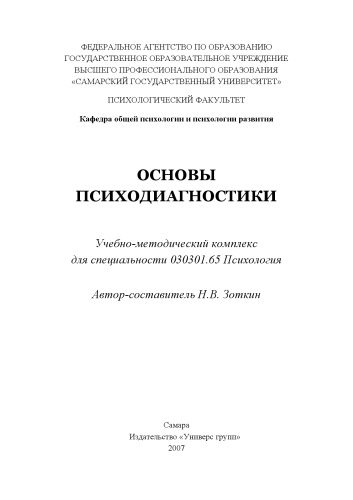 ФЕДЕРАЛЬНОЕ АГЕНТСТВО ПО ОБРАЗОВАНИЮ
ГОСУДАРСТВЕННОЕ ОБРАЗОВАТЕЛЬНОЕ УЧРЕЖДЕНИЕ
ВЫСШЕГО ПРОФЕССИОНАЛЬНОГО ОБРАЗОВАНИЯ
«САМАРСКИЙ ГОСУДАРСТВЕННЫЙ УНИВЕРСИТЕТ»
ПСИХОЛОГИЧЕСКИЙ ФАКУЛЬТЕТ
Кафедра общей психологии и психологии развития
ОСНОВЫ
ПСИХОДИАГНОСТИКИ
Учебно-методический комплекс
для специальности 030301.65 Психология
Автор-составитель Н.В. Зоткин
Самара
Издательство «Универс групп»
2007